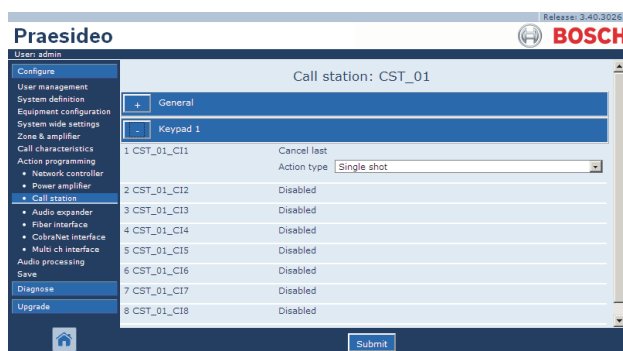 Release: 3.40.3026
Praesideo
BOSCH
User: admin
Configure
User management
System definition
Equipment configuration
System wide settings
Zone & amplifier
Call characteristics
Action programming
• Network controller
• Power amplifier
• Call station
• Audio expander
• Fiber interface
• CobraNet interface
• Multi ch interface
Audio processing
Save
Diagnose
Upgrade
Call station: CST_01
+ General
- Keypad 1
1 CST_01_CI1 Cancel last
Action type Single shot
2 CST_01_CI2 Disabled
3 CST_01_CI3 Disabled
4 CST_01_CI4 Disabled
5 CST_01_CI5 Disabled
6 CST_01_CI6 Disabled
7 CST_01_CI7 Disabled
8 CST_01_CI8 Disabled
Submit